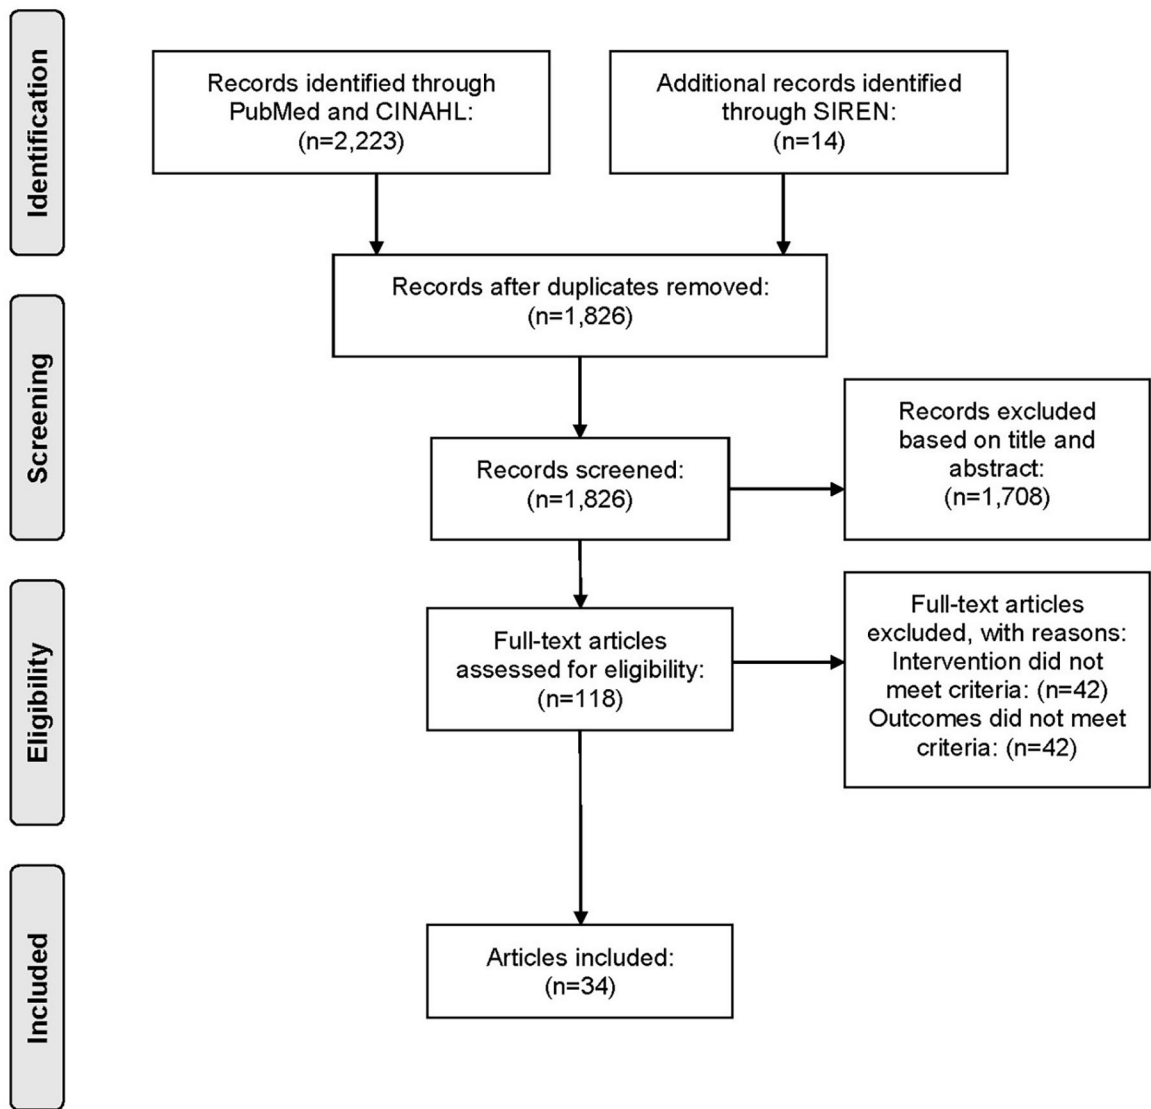 Identification
Records identified through
PubMed and CINAHL:
(n=2,223)
Additional records identified
through SIREN:
(n=14)
Records after duplicates removed:
(n=1,826)
Screening
Records screened:
(n=1,826)
Records excluded
based on title and
abstract:
(n=1,708)
Eligibility
Full-text articles
assessed for eligibility:
(n=118)
Full-text articles
excluded, with reasons:
Intervention did not
meet criteria: (n=42)
Outcomes did not meet
criteria: (n=42)
Included
Articles included:
(n=34)